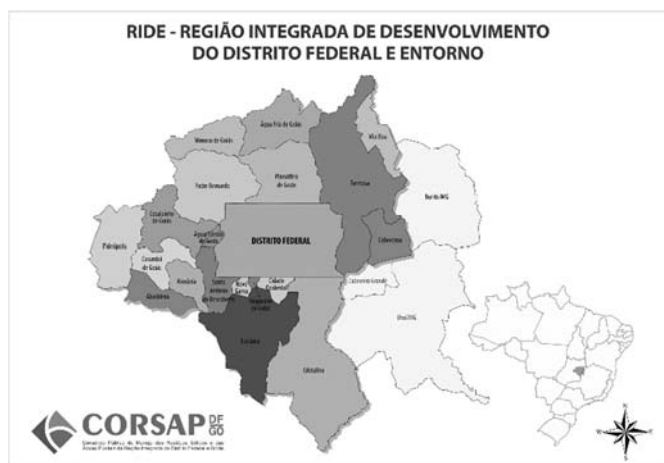 RIDE - REGIÃO INTEGRADA DE DESENVOLVIMENTO
DO DISTRITO FEDERAL E ENTORNO
Água Fria de Goiás
Mimoso de Goiás
Vila Boa
Planaltina
de Goiás
Padre Bernardo
Formosa
Buritis/MG
Cocalzinho
de Goiás
Água
de Goiás
DISTRITO FEDERAL
Cabeceiras
Pirenópolis
Corumbá
de Goiás
Alexânia
Santo
Antônio
do Descoberto
Novo
Gama
Cidade
Ocidental
Cabeceira Grande
Abadiânia
Unaí/MG
Luziânia
Cristalina
CORSAP DF GO
N